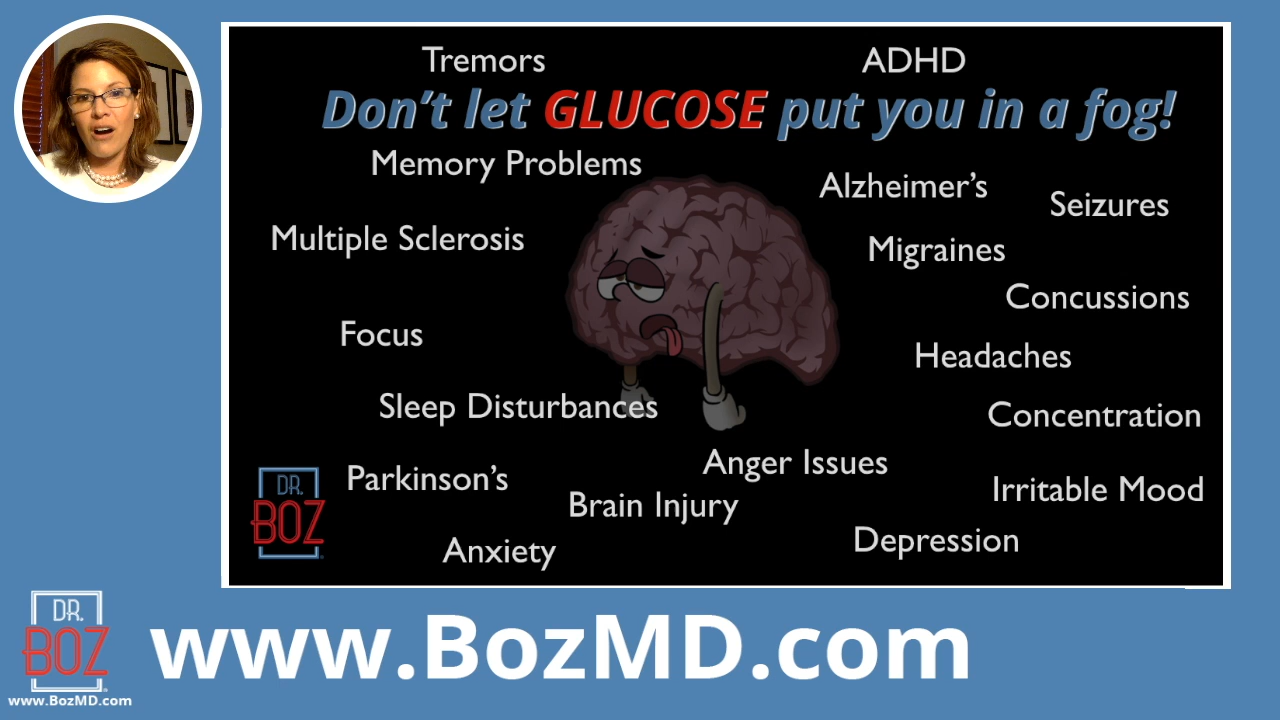 Tremors
ADHD
Don't let GLUCOSE put you in a fog!
Memory Problems
Alzheimer's
Seizures
Multiple Sclerosis
Migraines
Concussions
Focus
Headaches
Sleep Disturbances
Concentration
Anger Issues
Parkinson's
Irritable Mood
Brain Injury
Depression
Anxiety
DR.
BOZ
DR.
BOZ
www.BozMD.com
www.BozMD.com